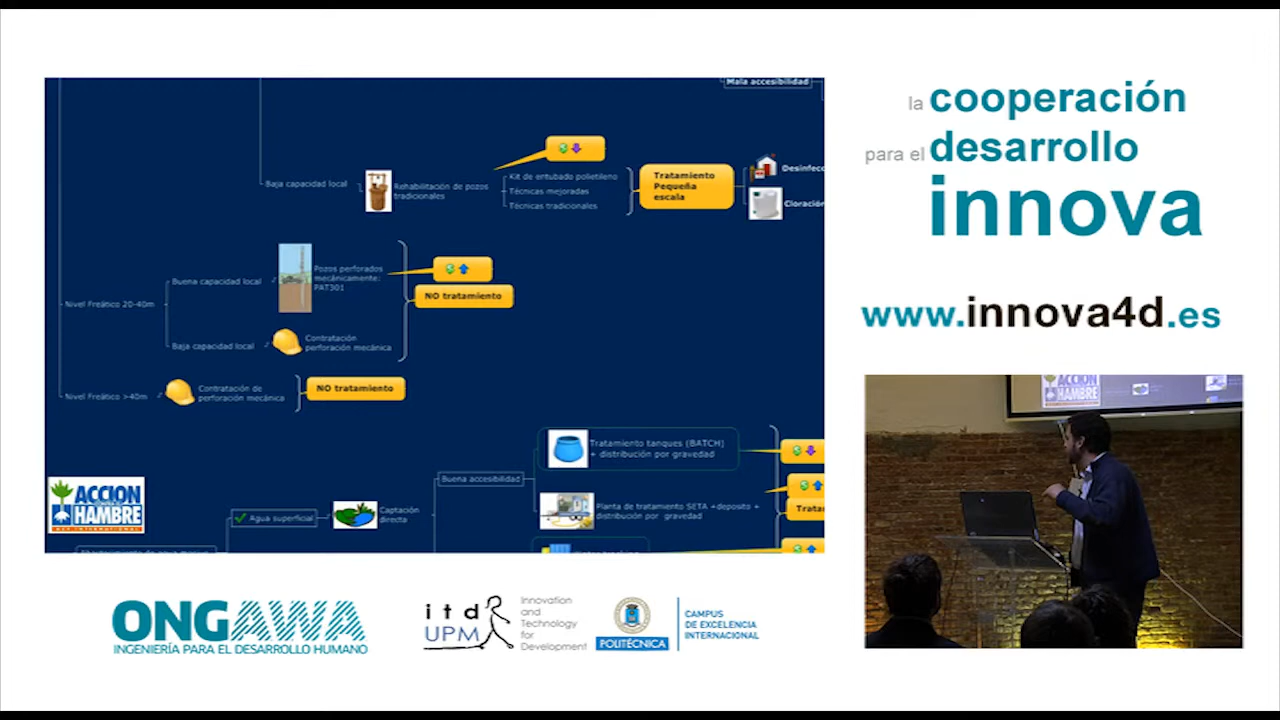 Mala accesibilidad
Baja capacidad local
Rehabilitación de pozos
tradicionales
Kit de entubado polietileno
Técnicas mejoradas
Técnicas tradicionales
Tratamiento
Pequeña
escala
Desinfecc
Cloración
Nivel Freático 20-40m
Buena capacidad local
Pozos perforados
mecánicamente:
PAT301
NO tratamiento
Baja capacidad local
Contratación
perforación mecánica
Nivel Freático >40m
Contratación de
perforación mecánica
NO tratamiento
ACCION
HAMBRE
ACF INTERNATIONAL
Agua superficial
Captación
directa
Buena accesibilidad
Tratamiento tanques (BATCH)
+ distribución por gravedad
Planta de tratamiento SETA +deposito +
distribución por gravedad
Trata
la cooperación
para el desarrollo
innova
www.innova4d.es
ACCION
HAMBRE
ONGAWA
INGENIERÍA PARA EL DESARROLLO HUMANO
itd
UPM
Innovation
and
Technology
for
Development
POLITÉCNICA
CAMPUS
DE EXCELENCIA
INTERNACIONAL